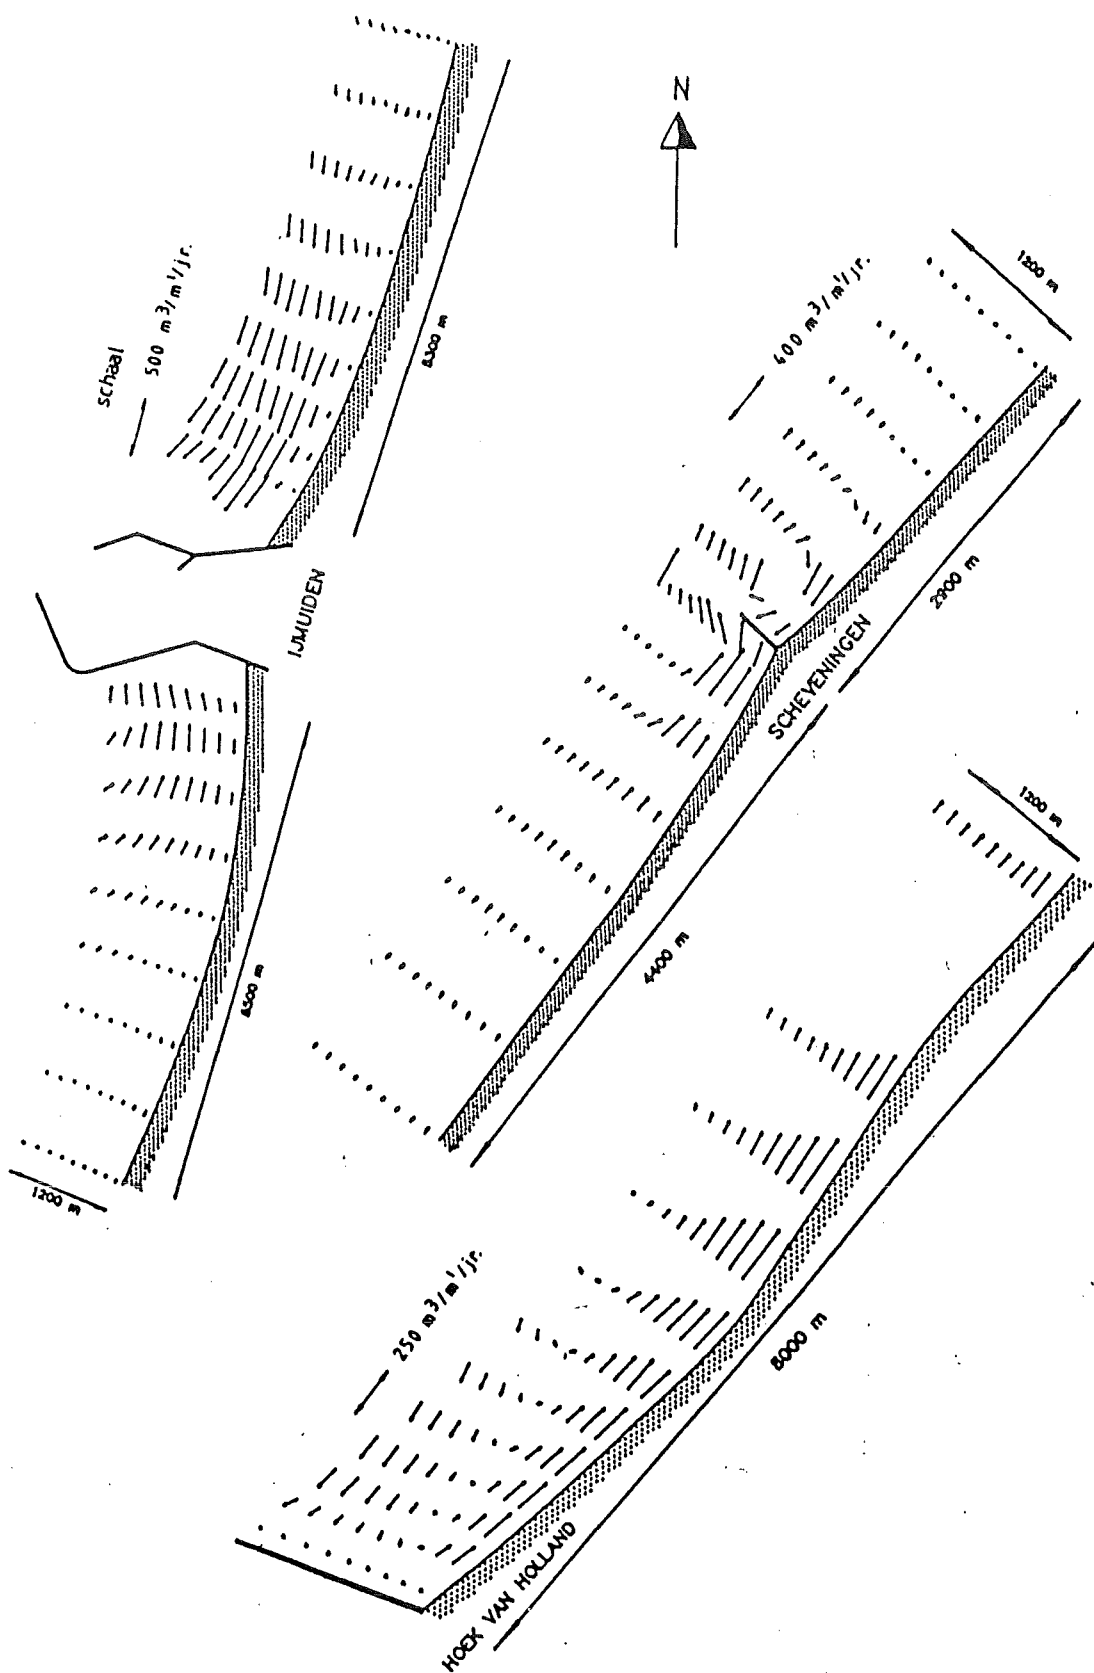 N
schaal
500 m³/m¹/jr.
8300 m
IJMUIDEN
8500 m
1200 m
1200 m
400 m³/m¹/jr.
2900 m
SCHEVENINGEN
4400 m
1200 m
250 m³/m¹/jr.
8000 m
HOEK VAN HOLLAND